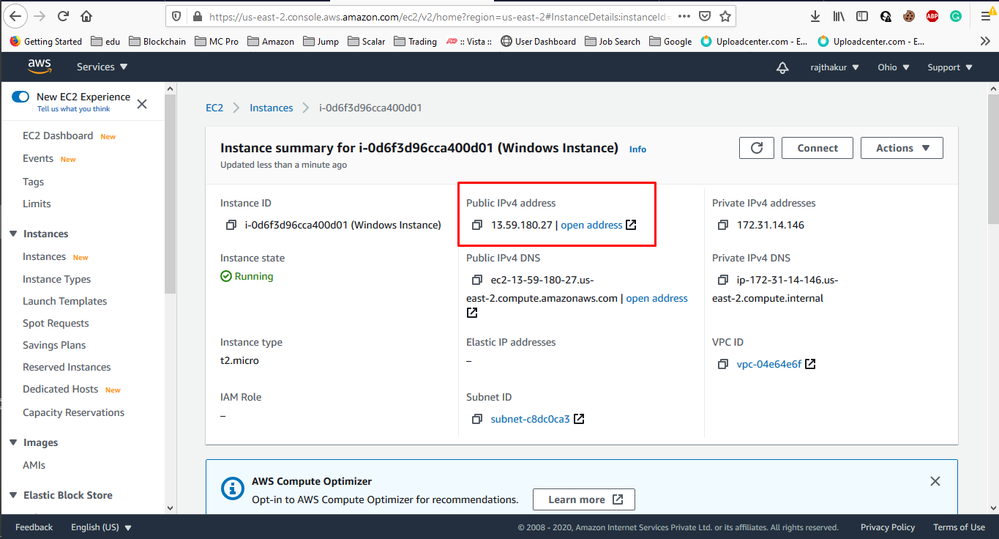 https://us-east-2.console.aws.amazon.com/ec2/v2/home?region=us-east-2#InstanceDetails:instanceId=
Getting Started edu Blockchain MC Pro Amazon Jump Scalar Trading :: Vista :: User Dashboard Job Search Google Uploadcenter.com - E... Uploadcenter.com - E...
aws Services rajthakur Ohio Support
New EC2 Experience
Tell us what you think
EC2 Dashboard New
Events New
Tags
Limits
Instances
Instances New
Instance Types
Launch Templates
Spot Requests
Savings Plans
Reserved Instances
Dedicated Hosts New
Capacity Reservations
Images
AMIs
Elastic Block Store
EC2 > Instances > i-0d6f3d96cca400d01
Instance summary for i-0d6f3d96cca400d01 (Windows Instance) Info
Updated less than a minute ago
Connect
Actions
Instance ID
i-0d6f3d96cca400d01 (Windows Instance)
Public IPv4 address
13.59.180.27 | open address
Private IPv4 addresses
172.31.14.146
Instance state
Running
Public IPv4 DNS
ec2-13-59-180-27.us-
east-2.compute.amazonaws.com | open address
Private IPv4 DNS
ip-172-31-14-146.us-
east-2.compute.internal
Instance type
t2.micro
Elastic IP addresses
–
VPC ID
vpc-04e64e6f
IAM Role
–
Subnet ID
subnet-c8dc0ca3
AWS Compute Optimizer
Opt-in to AWS Compute Optimizer for recommendations.
Learn more
Feedback English (US) © 2008 - 2020, Amazon Internet Services Private Ltd. or its affiliates. All rights reserved. Privacy Policy Terms of Use